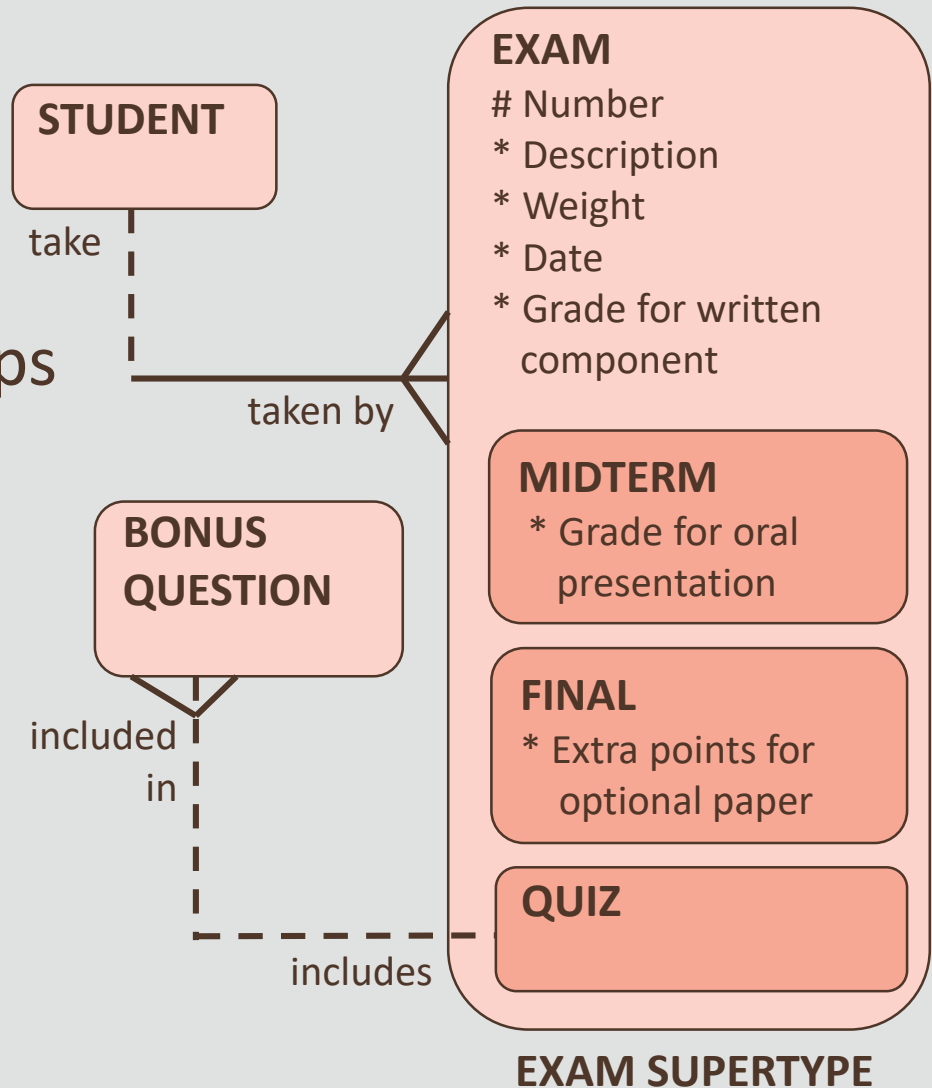 STUDENT
take
ps
taken by
BONUS
QUESTION
included
in
includes
EXAM
# Number
* Description
* Weight
* Date
* Grade for written
component
MIDTERM
* Grade for oral
presentation
FINAL
* Extra points for
optional paper
QUIZ
EXAM SUPERTYPE